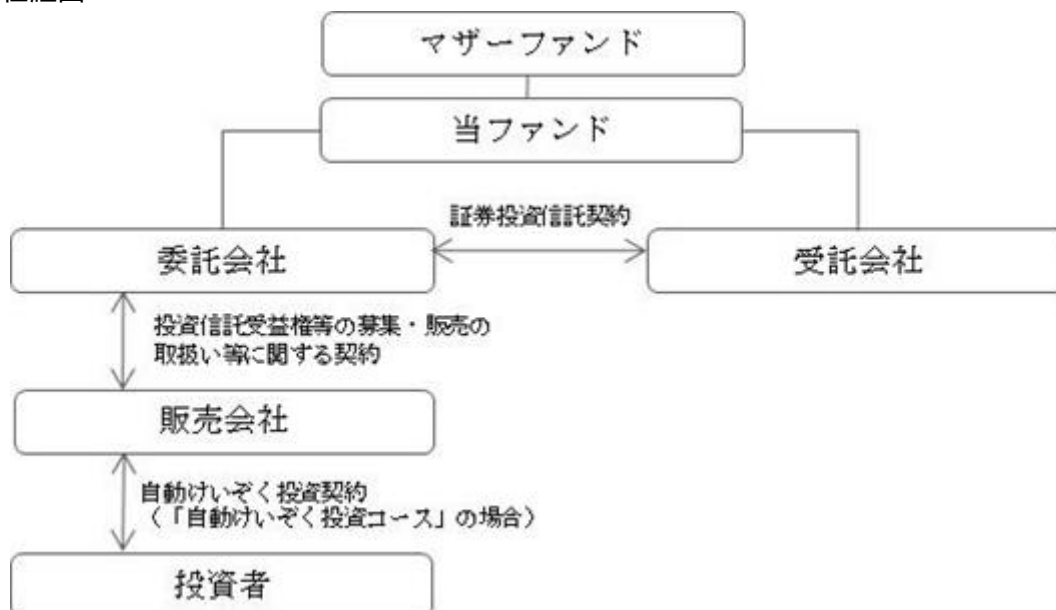 マザーファンド
当ファンド
証券投資信託契約
委託会社
受託会社
投資信託受益権等の募集・販売の
取扱い等に関する契約
販売会社
自動けいぞく投資契約
（「自動けいぞく投資コース」の場合）
投資者